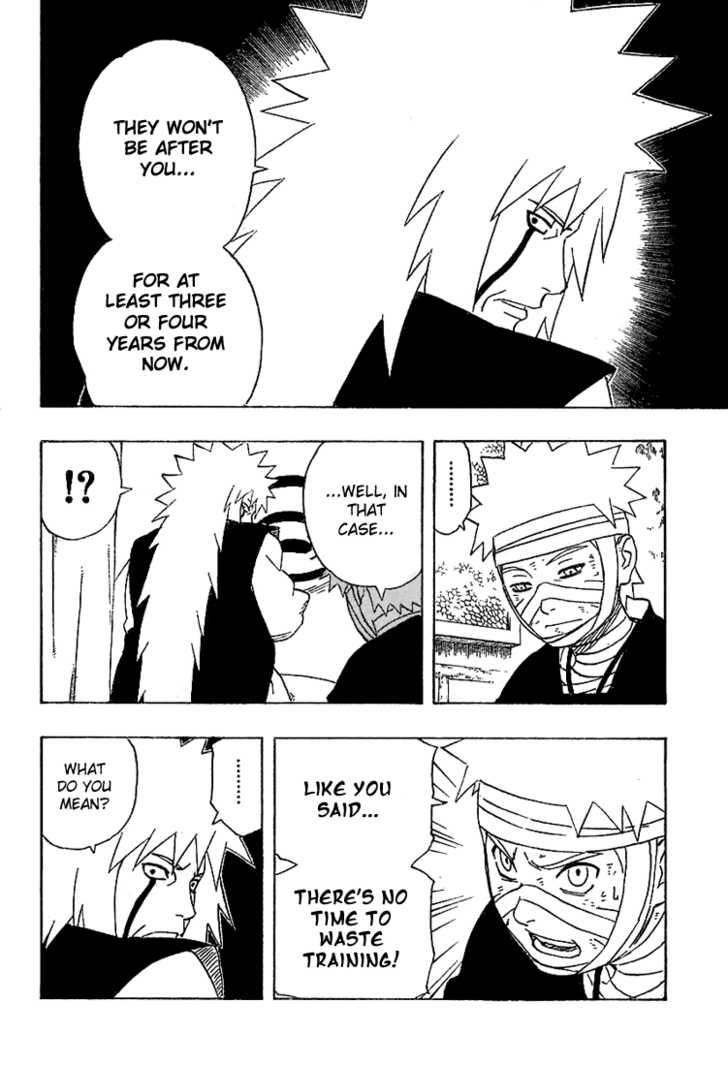 THEY WON'T
BE AFTER
YOU...
FOR AT
LEAST THREE
OR FOUR
YEARS FROM
NOW.
.........
...WELL, IN
THAT
CASE...
!?
LIKE YOU
SAID...
THERE'S NO
TIME TO
WASTE
TRAINING!
.........
WHAT
DO YOU
MEAN?